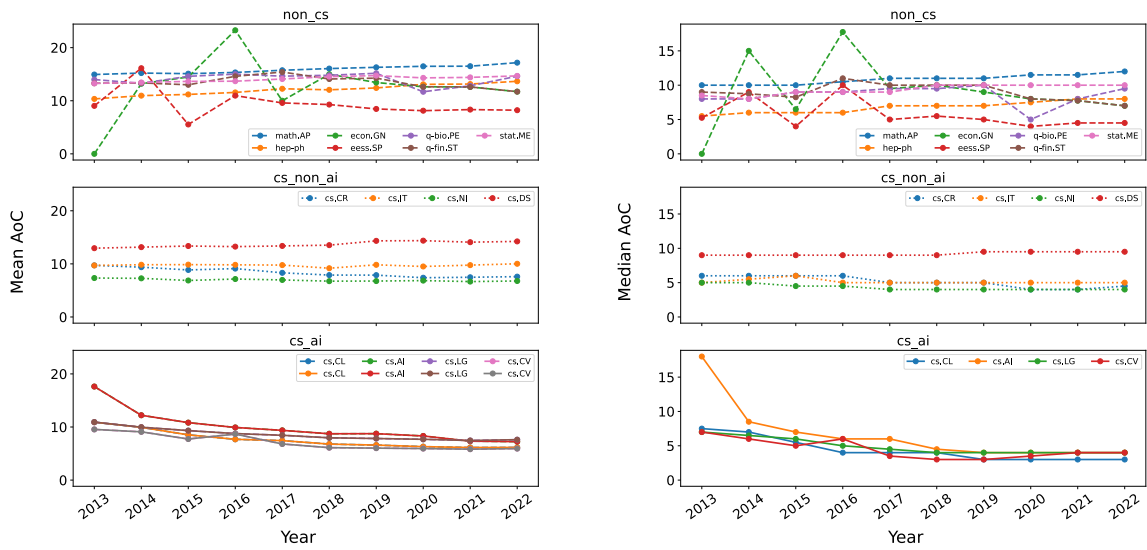 non_cs
20
10
0
math.AP
econ.GN
q-bio.PE
stat.ME
hep-ph
eess.SP
q-fin.ST
cs_non_ai
20
10
0
cs.CR
cs.IT
cs.NI
cs.DS
Mean AoC
cs_ai
20
10
0
cs.CL
cs.AI
cs.LG
cs.CV
cs.CL
cs.AI
cs.LG
cs.CV
2013
2014
2015
2016
2017
2018
2019
2020
2021
2022
Year
non_cs
15
10
5
0
math.AP
econ.GN
q-bio.PE
stat.ME
hep-ph
eess.SP
q-fin.ST
cs_non_ai
15
10
5
0
cs.CR
cs.IT
cs.NI
cs.DS
Median AoC
cs_ai
15
10
5
0
cs.CL
cs.AI
cs.LG
cs.CV
2013
2014
2015
2016
2017
2018
2019
2020
2021
2022
Year